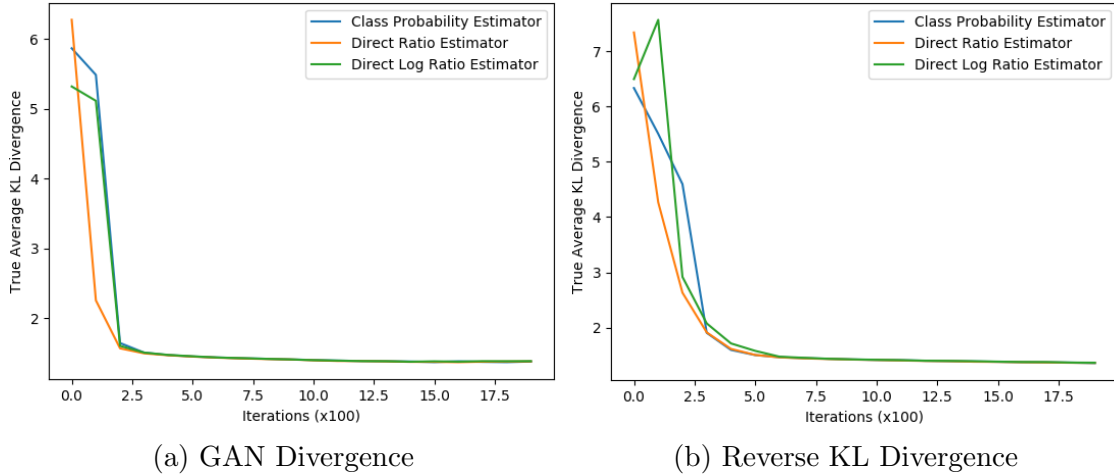 Class Probability Estimator
Direct Ratio Estimator
Direct Log Ratio Estimator
True Average KL Divergence
6
5
4
3
2
0.0 2.5 5.0 7.5 10.0 12.5 15.0 17.5
Iterations (x100)
(a) GAN Divergence
Class Probability Estimator
Direct Ratio Estimator
Direct Log Ratio Estimator
True Average KL Divergence
7
6
5
4
3
2
0.0 2.5 5.0 7.5 10.0 12.5 15.0 17.5
Iterations (x100)
(b) Reverse KL Divergence